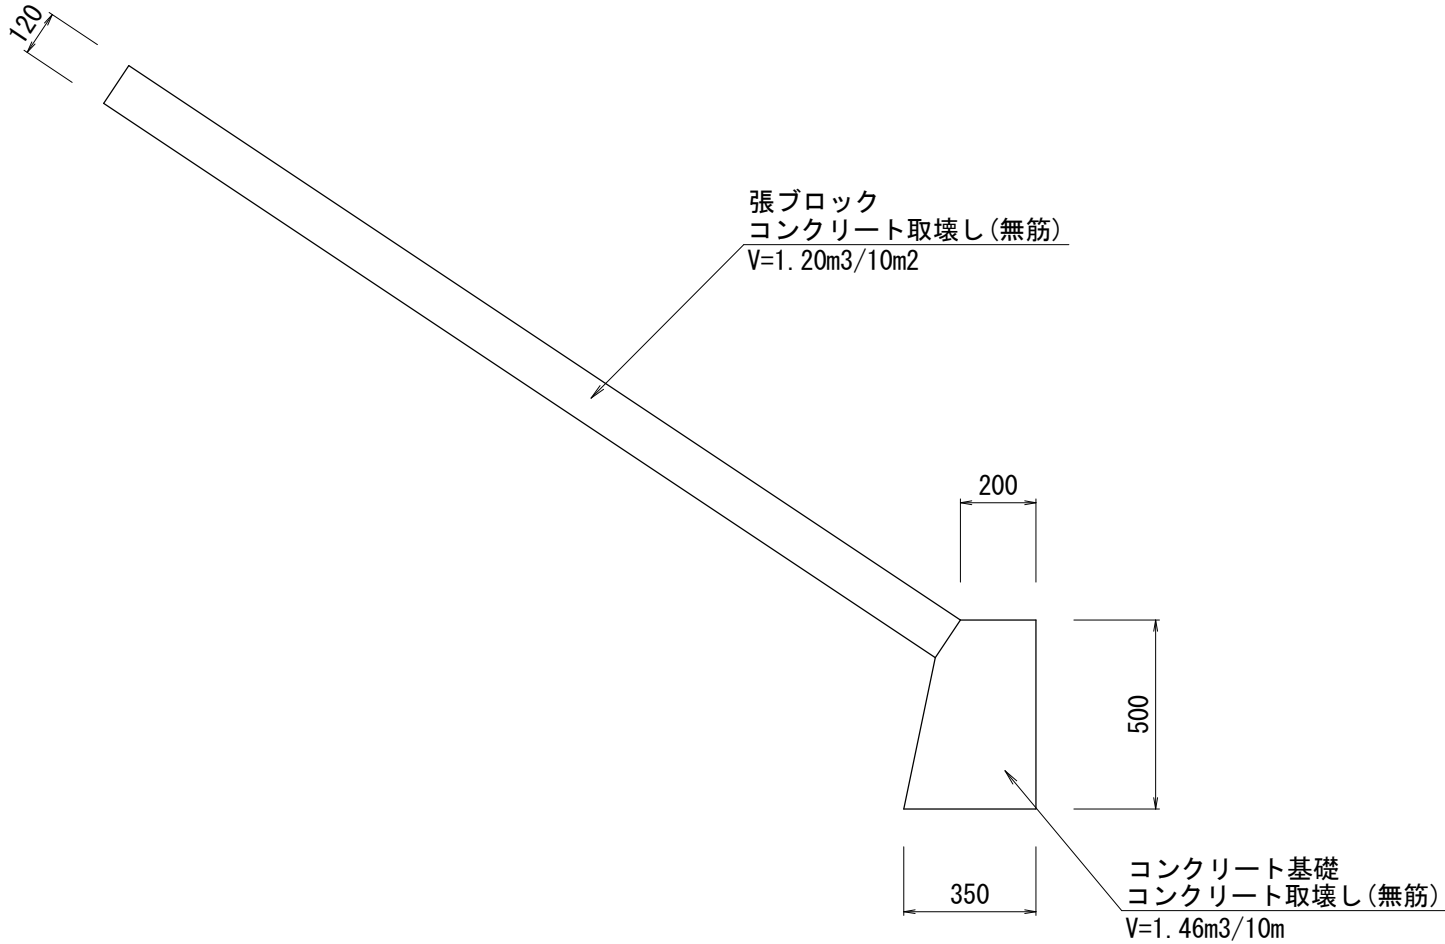 120
張ブロック
コンクリート取壊し(無筋)
V=1.20m3/10m2
200
500
350
コンクリート基礎
コンクリート取壊し(無筋)
V=1.46m3/10m